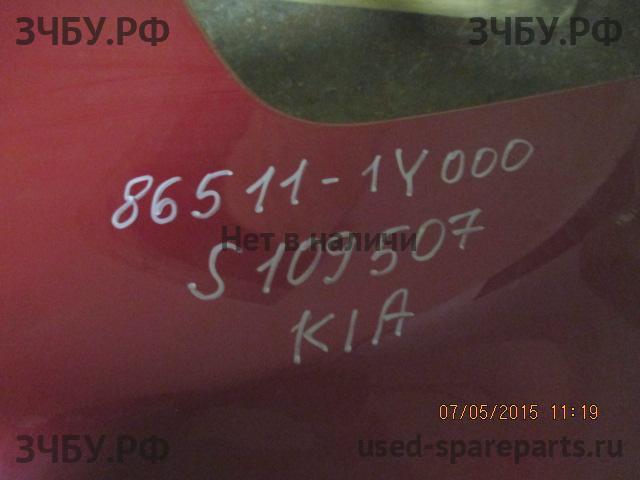 ЗЧБУ.РФ ЗЧБУ.РФ
86511-1Y000
Нет в наличи
S109507
KIA
07/05/2015 11:19
ЗЧБУ.РФ used-spareparts.ru